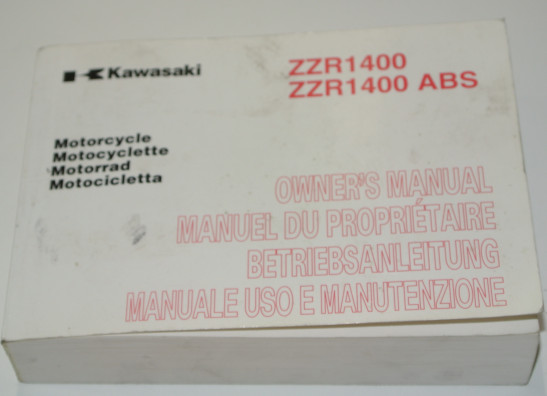 Kawasaki
ZZR1400
ZZR1400 ABS
Motorcycle
Motocyclette
Motorrad
Motocicletta
OWNER'S MANUAL
MANUEL DU PROPRIÉTAIRE
BETRIEBSANLEITUNG
MANUALE USO E MANUTENZIONE